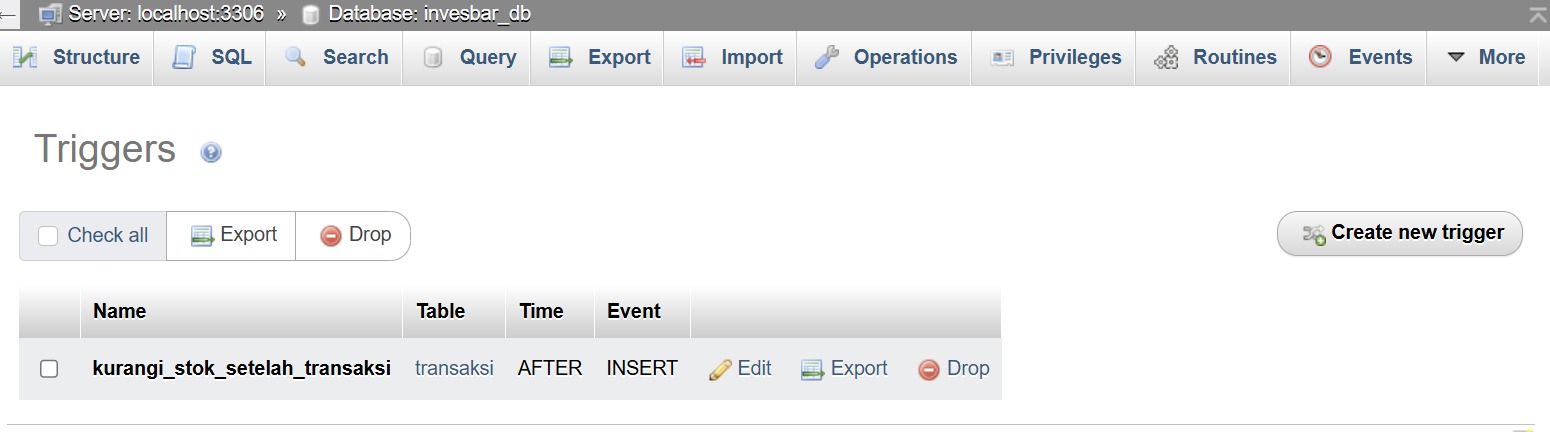 Server: localhost:3306 » Database: invesbar_db
Structure SQL Search Query Export Import Operations Privileges Routines Events More
Triggers
Check all Export Drop
Create new trigger
Name Table Time Event
kurangi_stok_setelah_transaksi transaksi AFTER INSERT Edit Export Drop